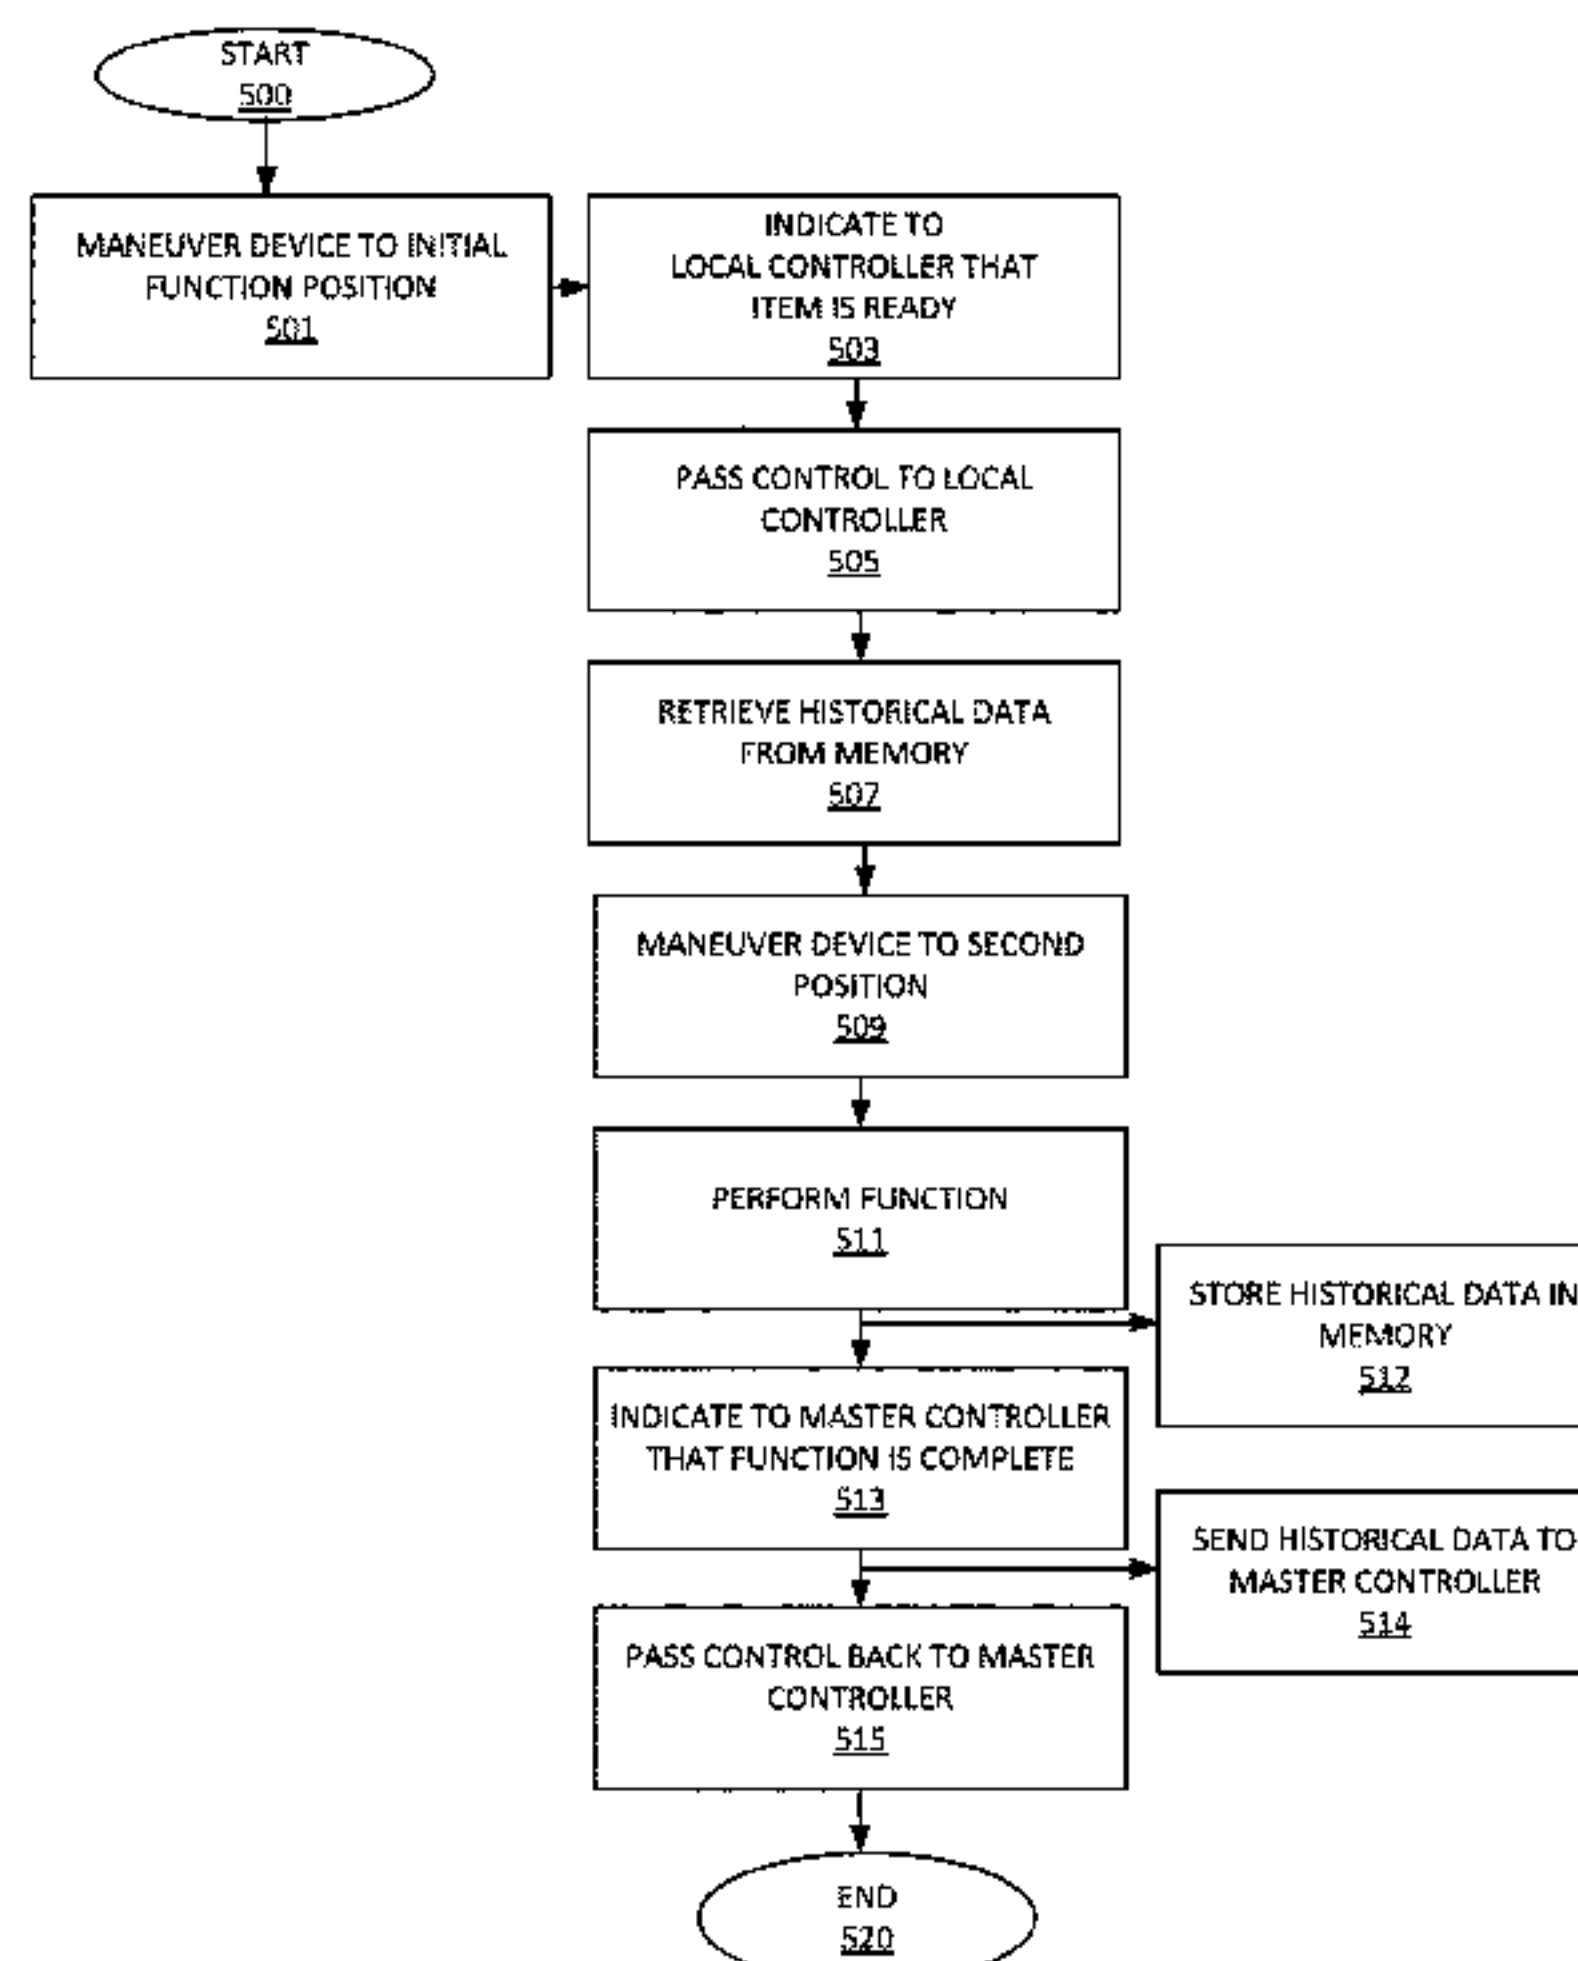 START
500
MANEUVER DEVICE TO INITIAL
FUNCTION POSITION
501
INDICATE TO
LOCAL CONTROLLER THAT
ITEM IS READY
503
PASS CONTROL TO LOCAL
CONTROLLER
505
RETRIEVE HISTORICAL DATA
FROM MEMORY
507
MANEUVER DEVICE TO SECOND
POSITION
509
PERFORM FUNCTION
511
STORE HISTORICAL DATA IN
MEMORY
512
INDICATE TO MASTER CONTROLLER
THAT FUNCTION IS COMPLETE
513
SEND HISTORICAL DATA TO
MASTER CONTROLLER
514
PASS CONTROL BACK TO MASTER
CONTROLLER
515
END
520